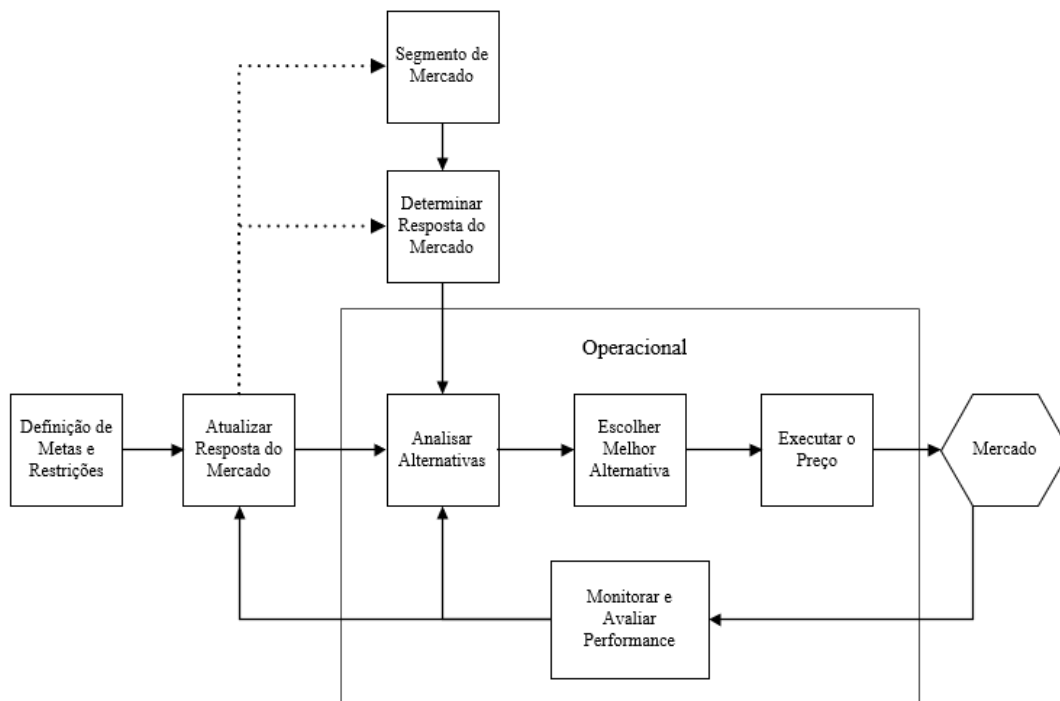 Segmento de
Mercado
Determinar
Resposta do
Mercado
Operacional
Definição de
Metas e
Restrições
Atualizar
Resposta do
Mercado
Analisar
Alternativas
Escolher
Melhor
Alternativa
Executar o
Preço
Mercado
Monitorar e
Avaliar
Performance